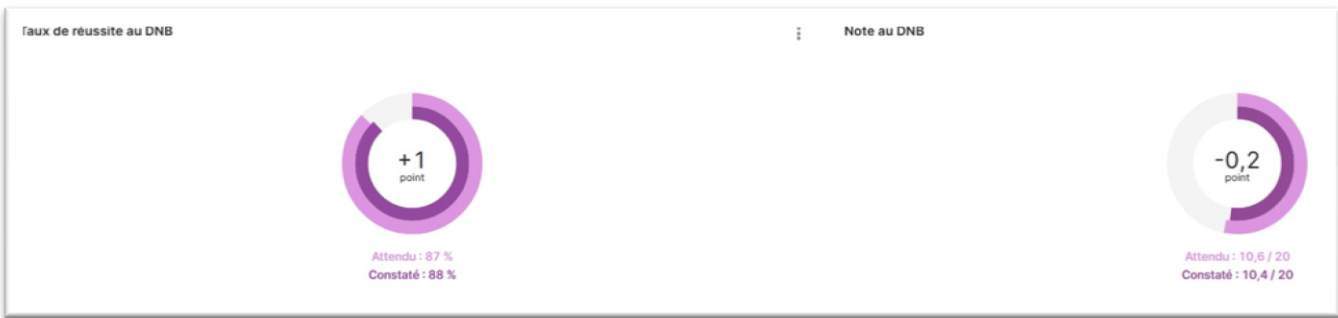 Taux de réussite au DNB
+1
point
Attendu : 87 %
Constaté : 88 %
Note au DNB
-0,2
point
Attendu : 10,6 / 20
Constaté : 10,4 / 20